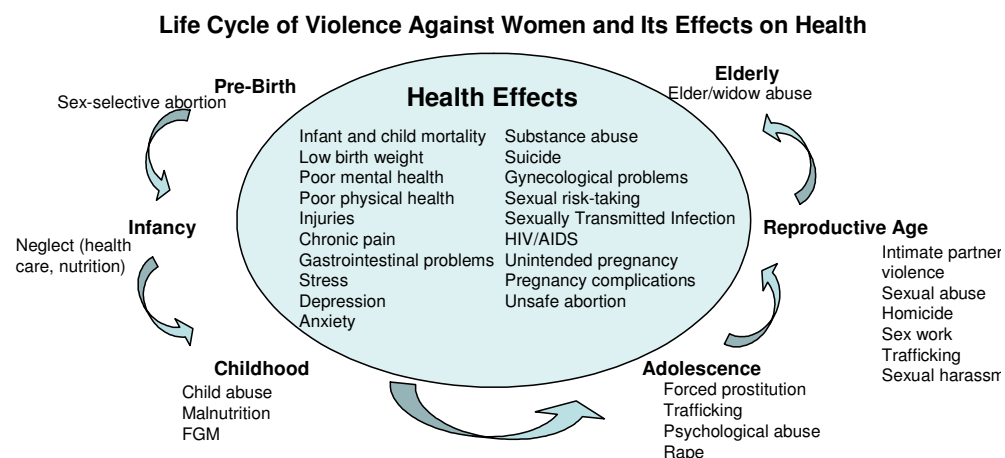 Life Cycle of Violence Against Women and Its Effects on Health
Pre-Birth
Sex-selective abortion
Infancy
Neglect (health
care, nutrition)
Childhood
Child abuse
Malnutrition
FGM
Adolescence
Forced prostitution
Trafficking
Psychological abuse
Rape
Reproductive Age
Intimate partner
violence
Sexual abuse
Homicide
Sex work
Trafficking
Sexual harassm
Elderly
Elder/widow abuse
Health Effects
Infant and child mortality
Low birth weight
Poor mental health
Poor physical health
Injuries
Chronic pain
Gastrointestinal problems
Stress
Depression
Anxiety
Substance abuse
Suicide
Gynecological problems
Sexual risk-taking
Sexually Transmitted Infection
HIV/AIDS
Unintended pregnancy
Pregnancy complications
Unsafe abortion